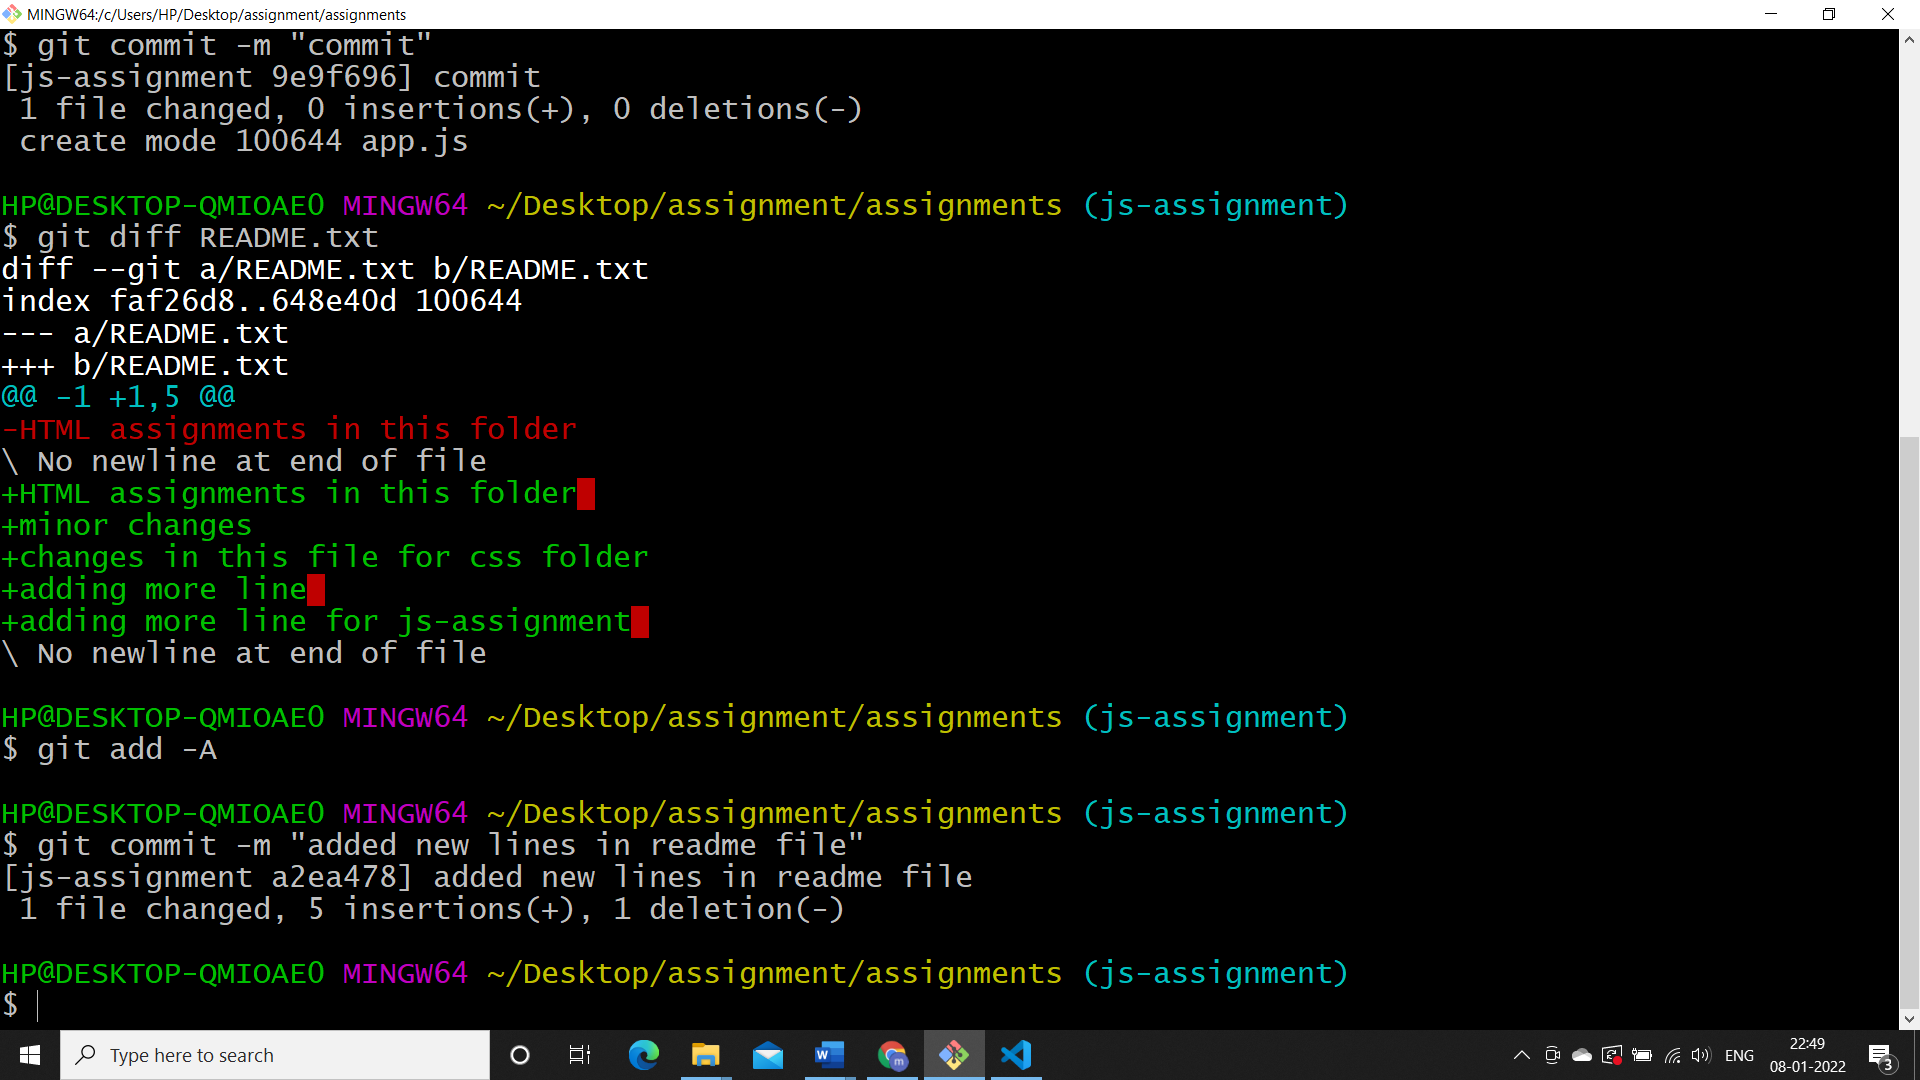 MINGW64:/c/Users/HP/Desktop/assignment/assignments
$ git commit -m "commit"
[js-assignment 9e9f696] commit
 1 file changed, 0 insertions(+), 0 deletions(-)
 create mode 100644 app.js
HP@DESKTOP-QMIOAE0 MINGW64 ~/Desktop/assignment/assignments (js-assignment)
$ git diff README.txt
diff --git a/README.txt b/README.txt
index faf26d8..648e40d 100644
--- a/README.txt
+++ b/README.txt
@@ -1 +1,5 @@
-HTML assignments in this folder
\ No newline at end of file
+HTML assignments in this folder
+minor changes
+changes in this file for css folder
+adding more line
+adding more line for js-assignment
\ No newline at end of file
HP@DESKTOP-QMIOAE0 MINGW64 ~/Desktop/assignment/assignments (js-assignment)
$ git add -A
HP@DESKTOP-QMIOAE0 MINGW64 ~/Desktop/assignment/assignments (js-assignment)
$ git commit -m "added new lines in readme file"
[js-assignment a2ea478] added new lines in readme file
 1 file changed, 5 insertions(+), 1 deletion(-)
HP@DESKTOP-QMIOAE0 MINGW64 ~/Desktop/assignment/assignments (js-assignment)
$
Type here to search
W
m
ENG
22:49
08-01-2022
3